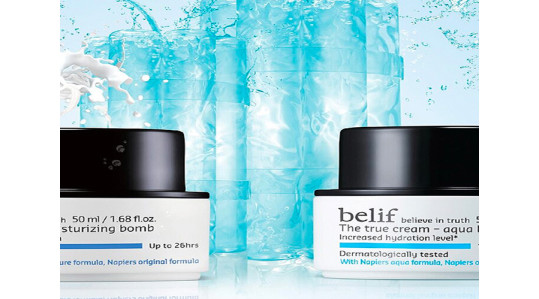 h 50 ml / 1.68 fl.oz.
sturizing bomb
Up to 26hrs
ure formula, Napiers original formula
belif believe in truth 5
The true cream – aqua
Increased hydration level*
Dermatologically tested
With Napiers aqua formula, Napiers o